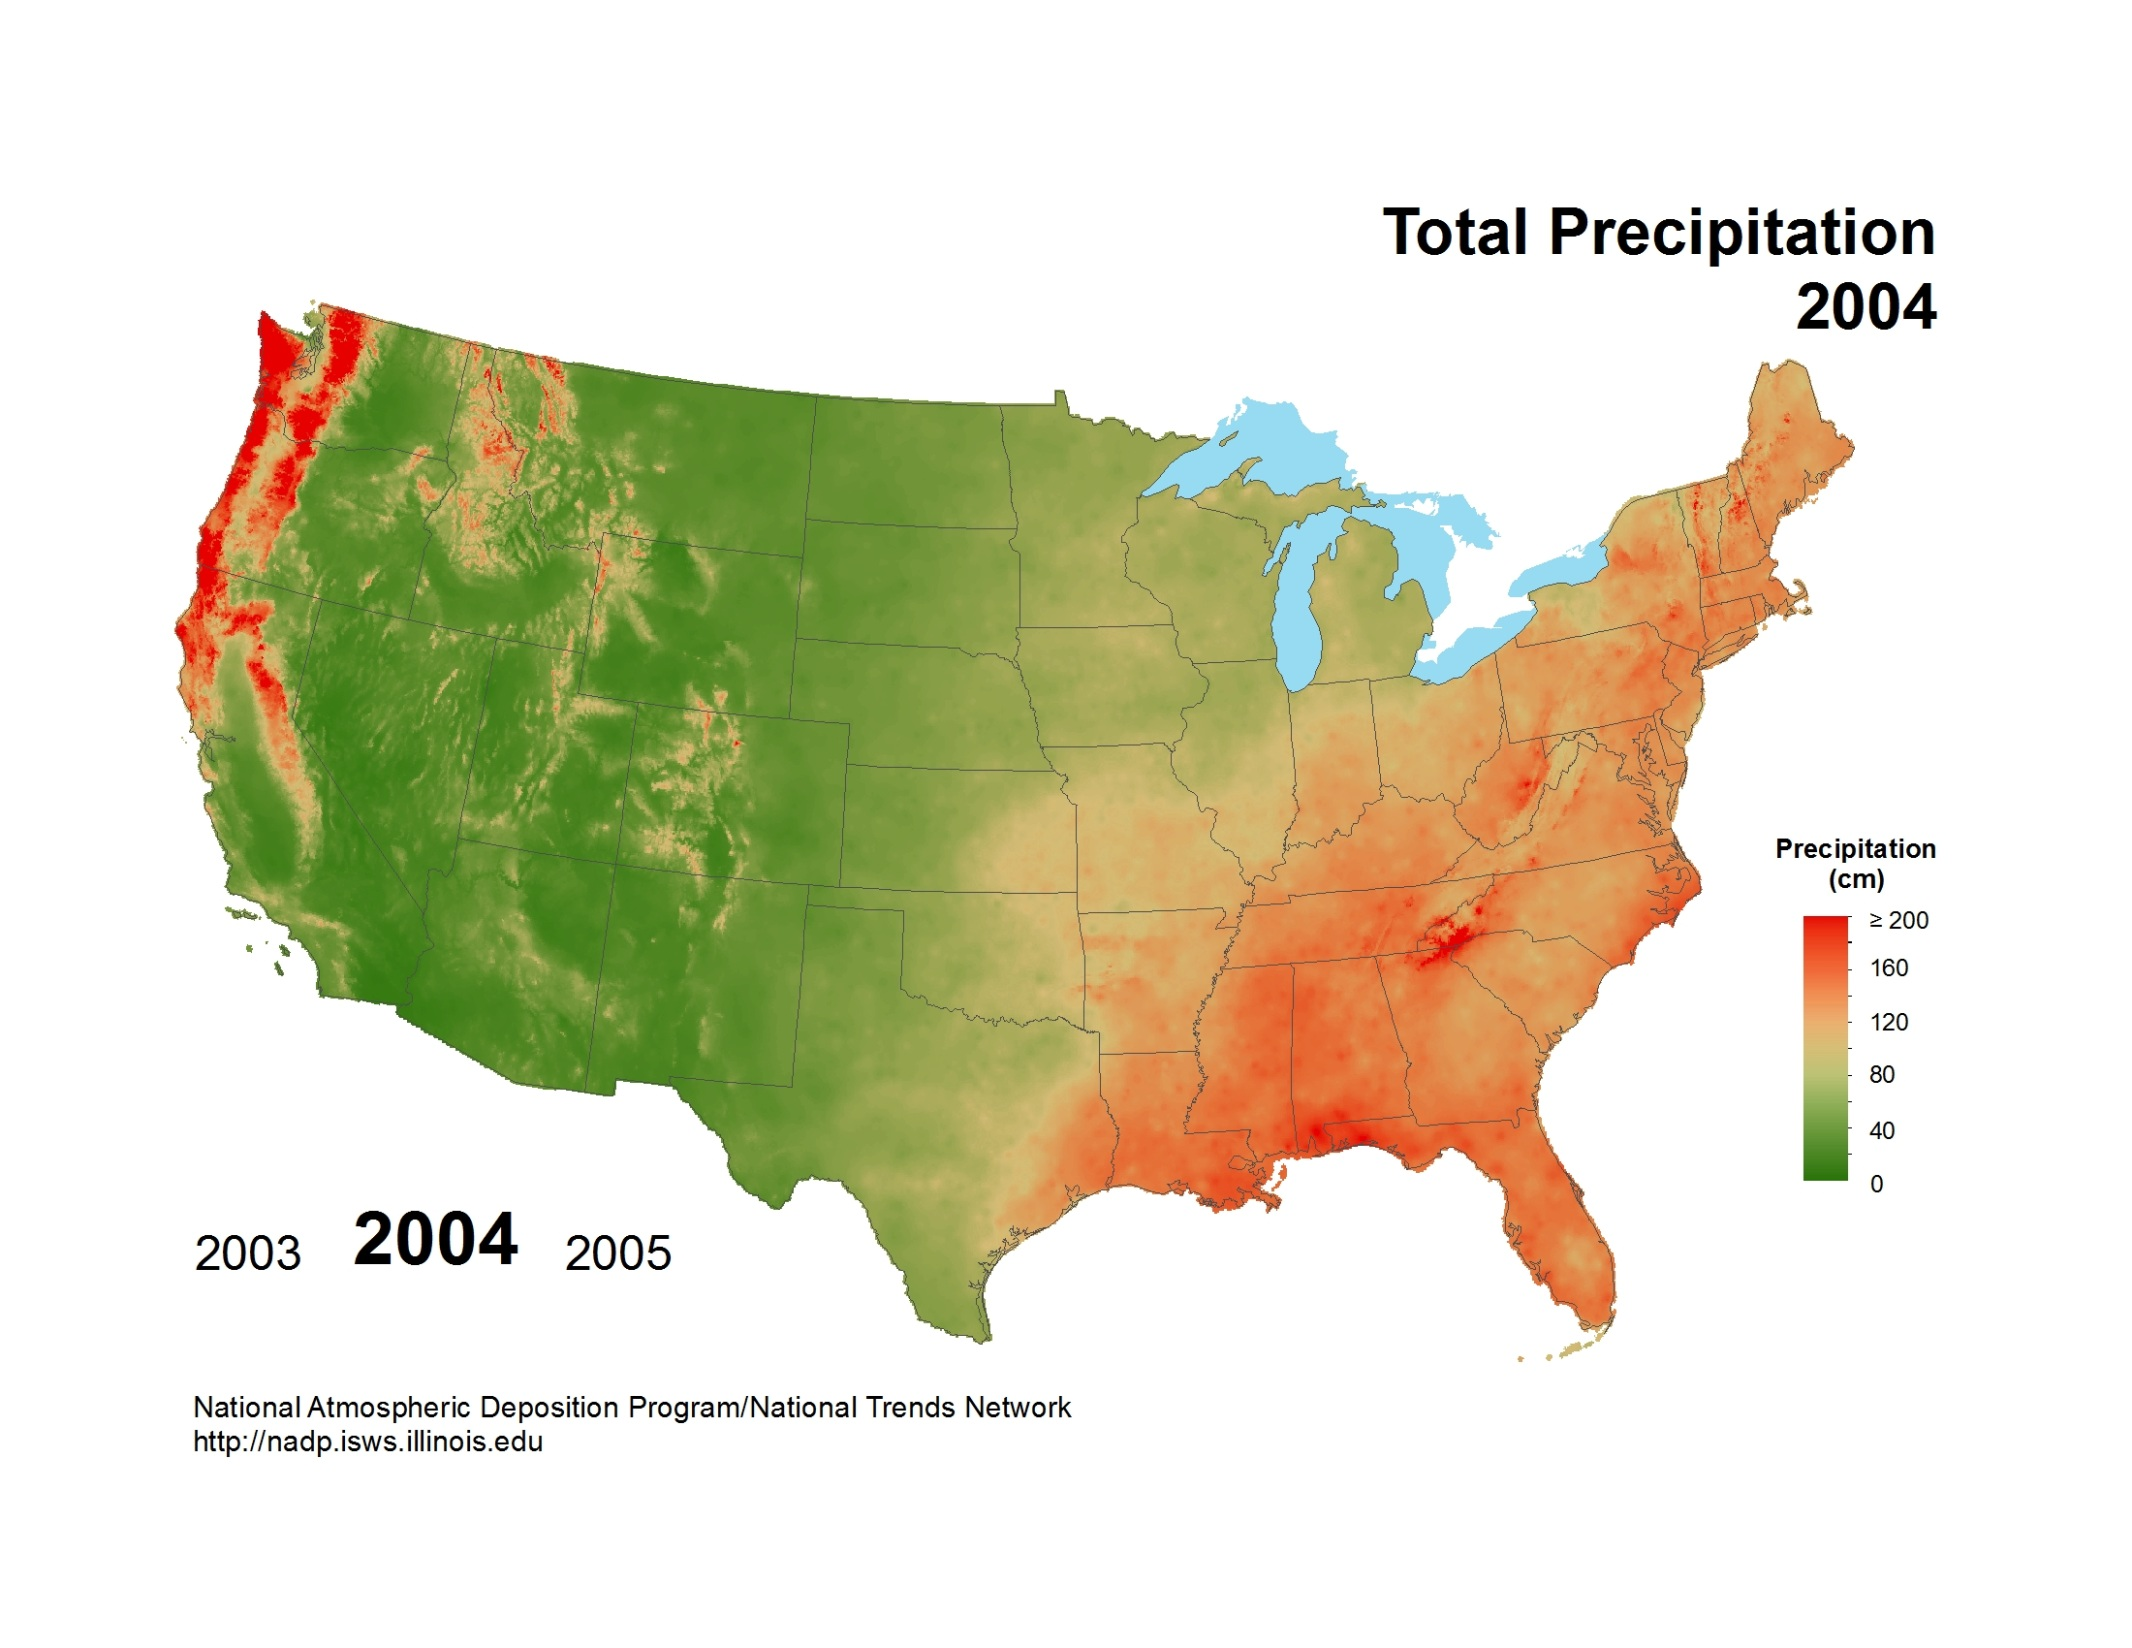 Total Precipitation
2004
Precipitation
(cm)
≥ 200
160
120
80
40
0
2003 2004 2005
National Atmospheric Deposition Program/National Trends Network
http://nadp.isws.illinois.edu